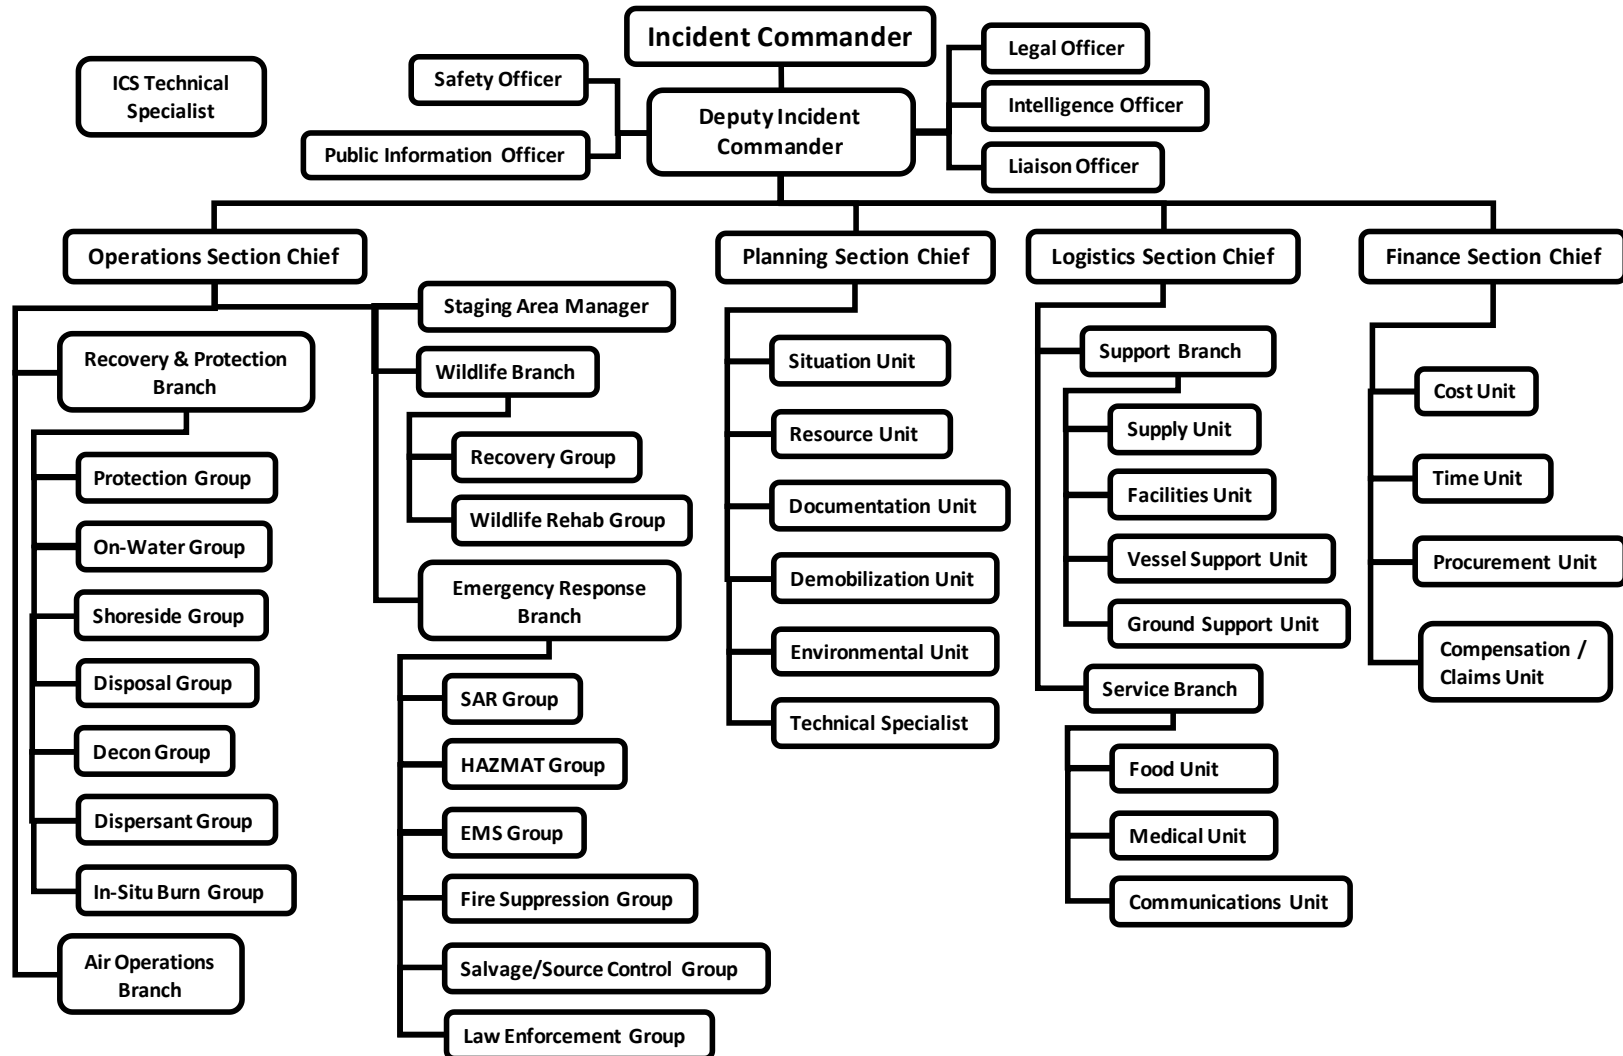 Incident Commander
ICS Technical
Specialist
Safety Officer
Public Information Officer
Deputy Incident
Commander
Legal Officer
Intelligence Officer
Liaison Officer
Operations Section Chief
Planning Section Chief
Logistics Section Chief
Finance Section Chief
Recovery & Protection
Branch
Protection Group
On-Water Group
Shoreside Group
Disposal Group
Decon Group
Dispersant Group
In-Situ Burn Group
Air Operations
Branch
Staging Area Manager
Wildlife Branch
Recovery Group
Wildlife Rehab Group
Emergency Response
Branch
SAR Group
HAZMAT Group
EMS Group
Fire Suppression Group
Salvage/Source Control Group
Law Enforcement Group
Situation Unit
Resource Unit
Documentation Unit
Demobilization Unit
Environmental Unit
Technical Specialist
Support Branch
Supply Unit
Facilities Unit
Vessel Support Unit
Ground Support Unit
Service Branch
Food Unit
Medical Unit
Communications Unit
Cost Unit
Time Unit
Procurement Unit
Compensation /
Claims Unit